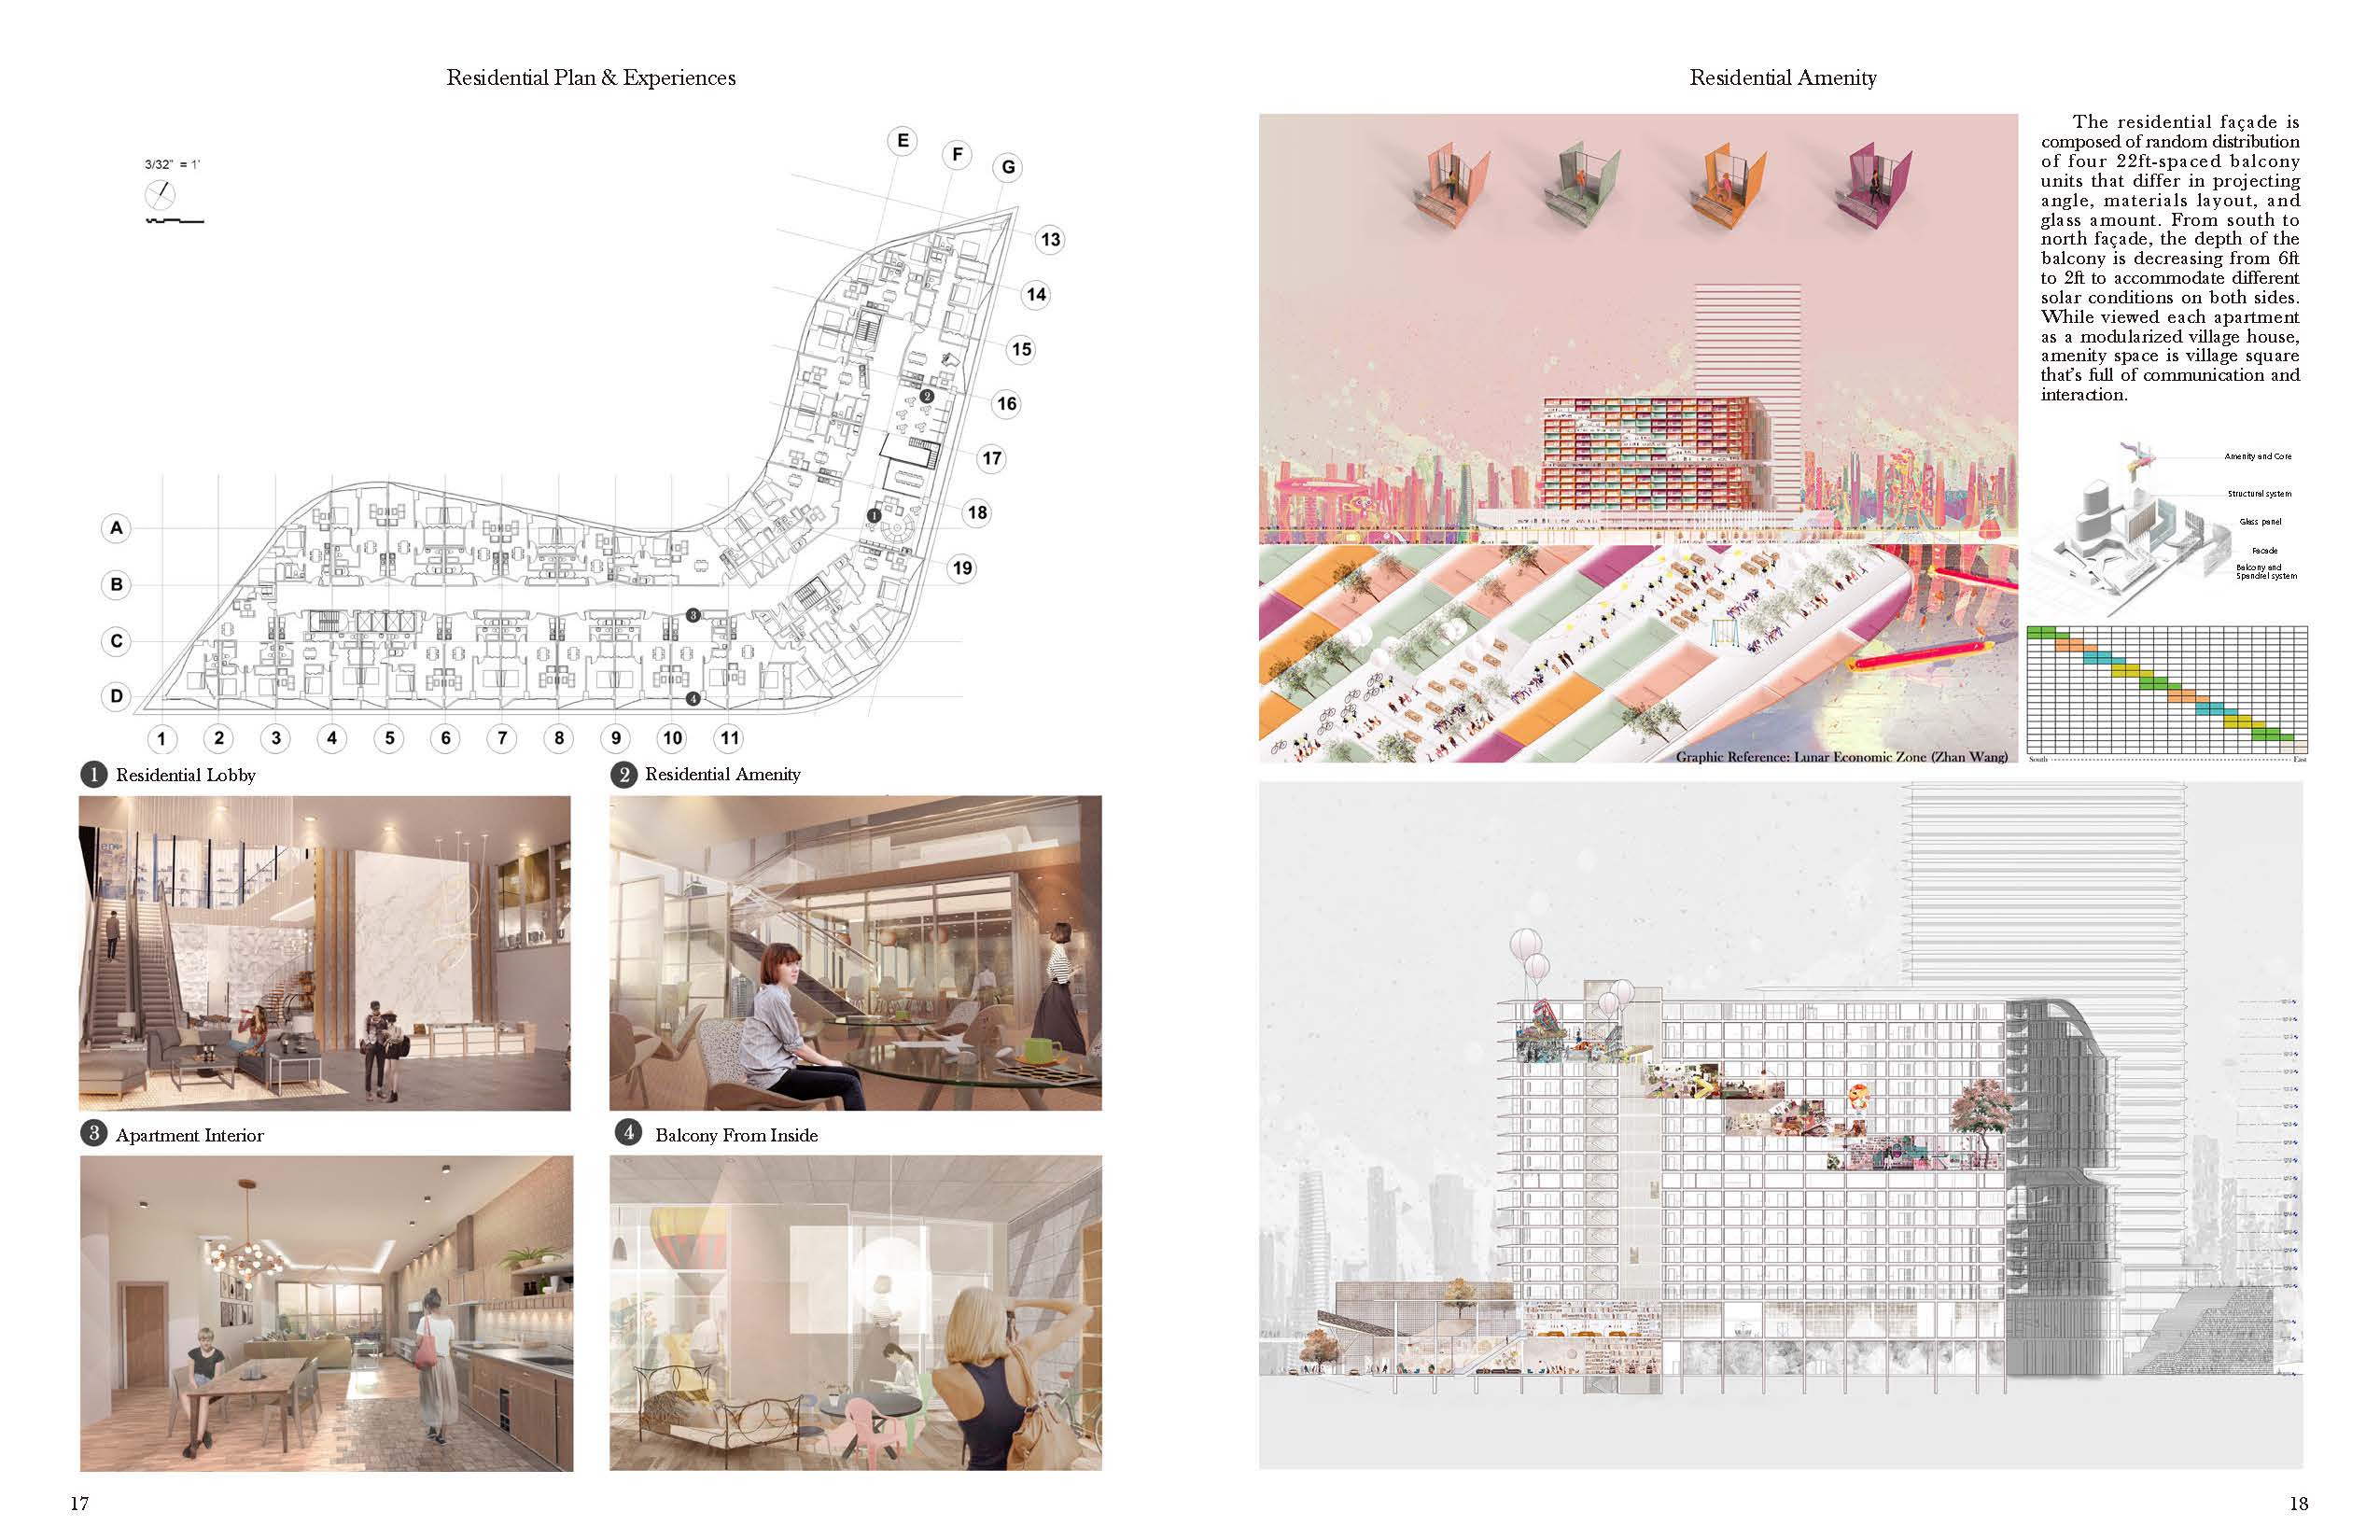 Residential Plan & Experiences
3/32" = 1'
E
F
G
13
14
15
16
17
18
19
2
1
3
4
A
B
C
D
1
2
3
4
5
6
7
8
9
10
11
1 Residential Lobby
2 Residential Amenity
3 Apartment Interior
4 Balcony From Inside
17
Residential Amenity
The residential façade is
composed of random distribution
of four 22ft-spaced balcony
units that differ in projecting
angle, materials layout, and
glass amount. From south to
north façade, the depth of the
balcony is decreasing from 6ft
to 2ft to accommodate different
solar conditions on both sides.
While viewed each apartment
as a modularized village house,
amenity space is village square
that's full of communication and
interaction.
Amenity and Core
Structural system
Glass panel
Facade
Balcony and
Spandrel system
South
East
Graphic Reference: Lunar Economic Zone (Zhan Wang)
18